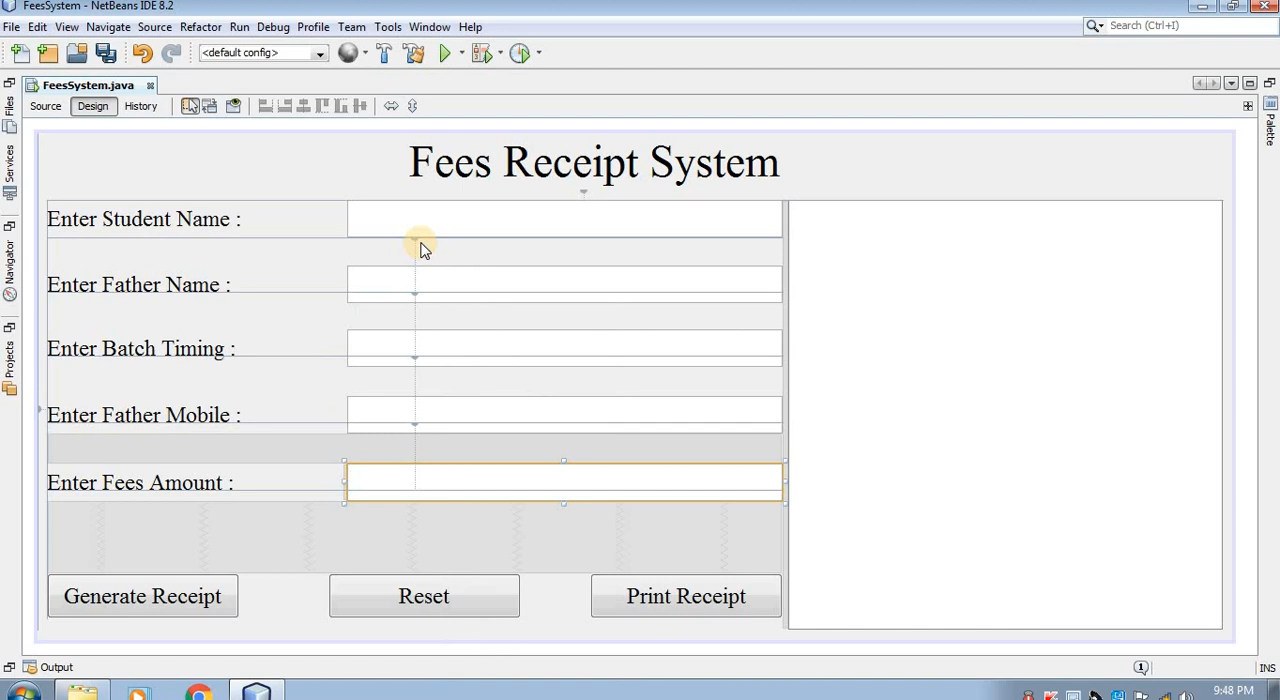 FeesSystem - NetBeans IDE 8.2
File Edit View Navigate Source Refactor Run Debug Profile Team Tools Window Help
Search (Ctrl+I)
<default config>
FeesSystem.java
Source Design History
Files
Services
Navigator
Projects
Palette
Fees Receipt System
Enter Student Name :
Enter Father Name :
Enter Batch Timing :
Enter Father Mobile :
Enter Fees Amount :
Generate Receipt Reset Print Receipt
Output
1
INS
9:48 PM